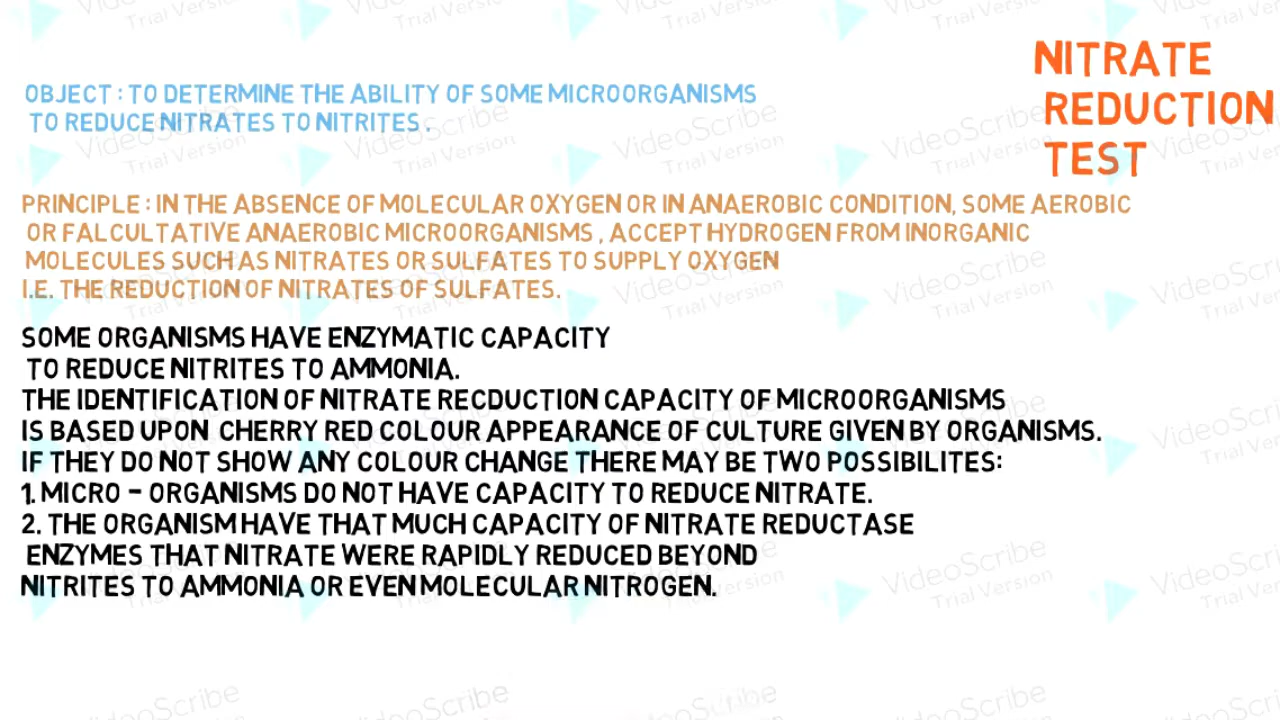 NITRATE
REDUCTION
TEST
OBJECT : TO DETERMINE THE ABILITY OF SOME MICROORGANISMS
TO REDUCE NITRATES TO NITRITES .
PRINCIPLE : IN THE ABSENCE OF MOLECULAR OXYGEN OR IN ANAEROBIC CONDITION, SOME AEROBIC
OR FALCULTATIVE ANAEROBIC MICROORGANISMS , ACCEPT HYDROGEN FROM INORGANIC
MOLECULES SUCH AS NITRATES OR SULFATES TO SUPPLY OXYGEN
I.E. THE REDUCTION OF NITRATES OF SULFATES.
SOME ORGANISMS HAVE ENZYMATIC CAPACITY
TO REDUCE NITRITES TO AMMONIA.
THE IDENTIFICATION OF NITRATE RECDUCTION CAPACITY OF MICROORGANISMS
IS BASED UPON CHERRY RED COLOUR APPEARANCE OF CULTURE GIVEN BY ORGANISMS.
IF THEY DO NOT SHOW ANY COLOUR CHANGE THERE MAY BE TWO POSSIBILITES:
1. MICRO - ORGANISMS DO NOT HAVE CAPACITY TO REDUCE NITRATE.
2. THE ORGANISM HAVE THAT MUCH CAPACITY OF NITRATE REDUCTASE
ENZYMES THAT NITRATE WERE RAPIDLY REDUCED BEYOND
NITRITES TO AMMONIA OR EVEN MOLECULAR NITROGEN.
VideoScribe
Trial Version